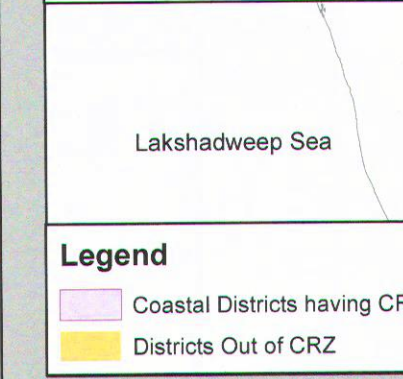 Lakshadweep Sea
Legend
Coastal Districts having CR
Districts Out of CRZ